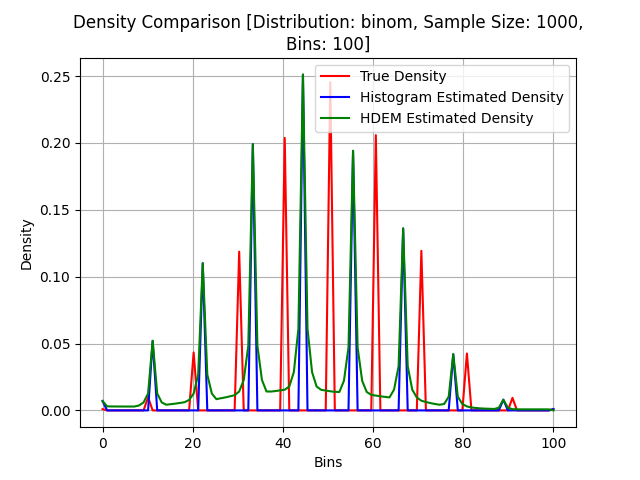 Density Comparison [Distribution: binom, Sample Size: 1000,
Bins: 100]
True Density
Histogram Estimated Density
HDEM Estimated Density
0.25
0.20
0.15
0.10
0.05
0.00
Density
0 20 40 60 80 100
Bins